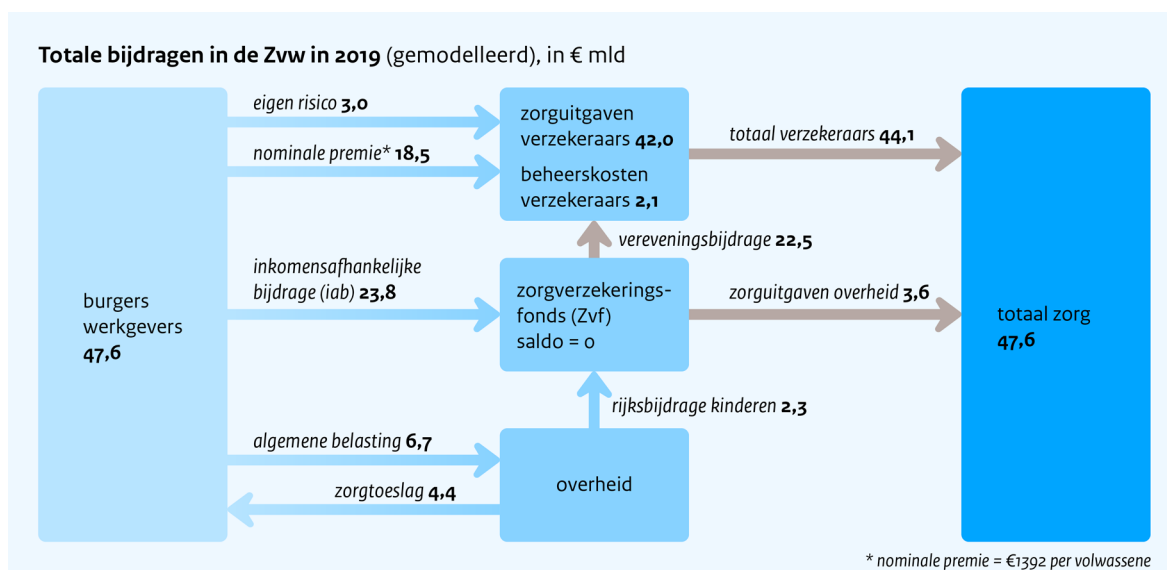 Totale bijdragen in de Zvw in 2019 (gemodelleerd), in € mld
burgers
werkgevers
47,6
eigen risico 3,0
nominale premie* 18,5
inkomensafhankelijke
bijdrage (iab) 23,8
algemene belasting 6,7
zorgtoeslag 4,4
zorguitgaven
verzekeraars 42,0
beheerskosten
verzekeraars 2,1
vereveningsbijdrage 22,5
zorgverzekerings-
fonds (Zvf)
saldo = 0
rijksbijdrage kinderen 2,3
overheid
totaal verzekeraars 44,1
zorguitgaven overheid 3,6
totaal zorg
47,6
* nominale premie = €1392 per volwassene